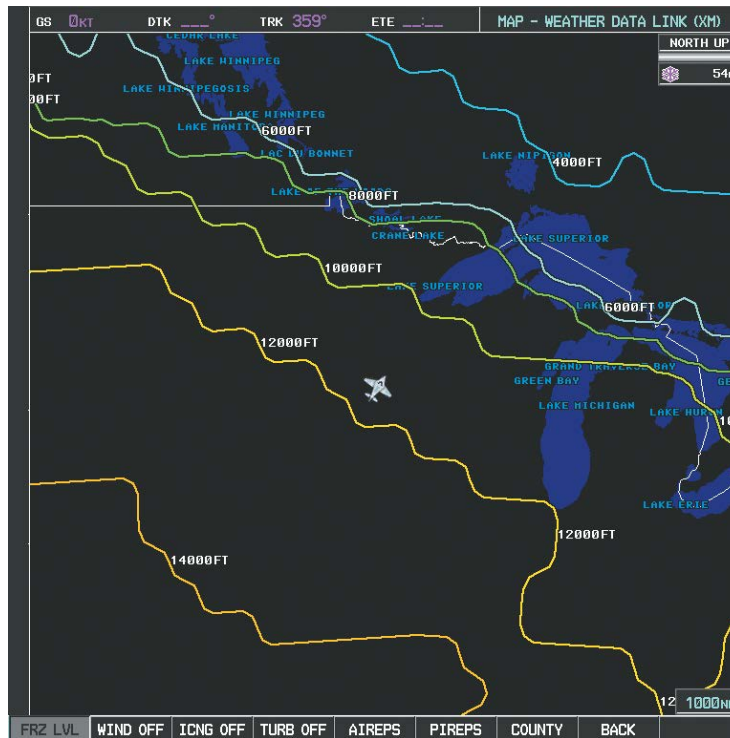 GS 0KT DTK ___° TRK 359° ETE __:__ MAP - WEATHER DATA LINK (XM)
NORTH UP
CEDAR LAKE
LAKE WINNIPEG
LAKE WINNIPEGOSIS
LAKE WINNIPEG
LAKE MANITO
6000FT
LAC DU BONNET
LAKE NIPIGON
4000FT
8000FT
SHOAL LAKE
CRANE LAKE
LAKE SUPERIOR
10000FT
LAKE SUPERIOR
6000FT
12000FT
GRAND TRAVERSE BAY
GREEN BAY
LAKE MICHIGAN
LAKE HURON
LAKE ERIE
12000FT
14000FT
1000NM
FRZ LVL WIND OFF ICNG OFF TURB OFF AIREPS PIREPS COUNTY BACK